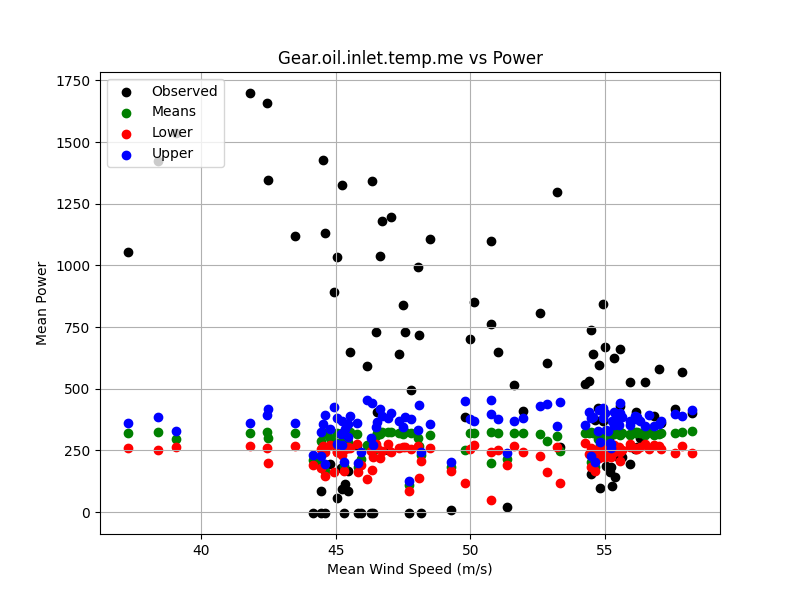 Gear.oil.inlet.temp.me vs Power
1750
1500
1250
1000
750
500
250
0
Mean Power
Observed
Means
Lower
Upper
40
45
50
55
Mean Wind Speed (m/s)